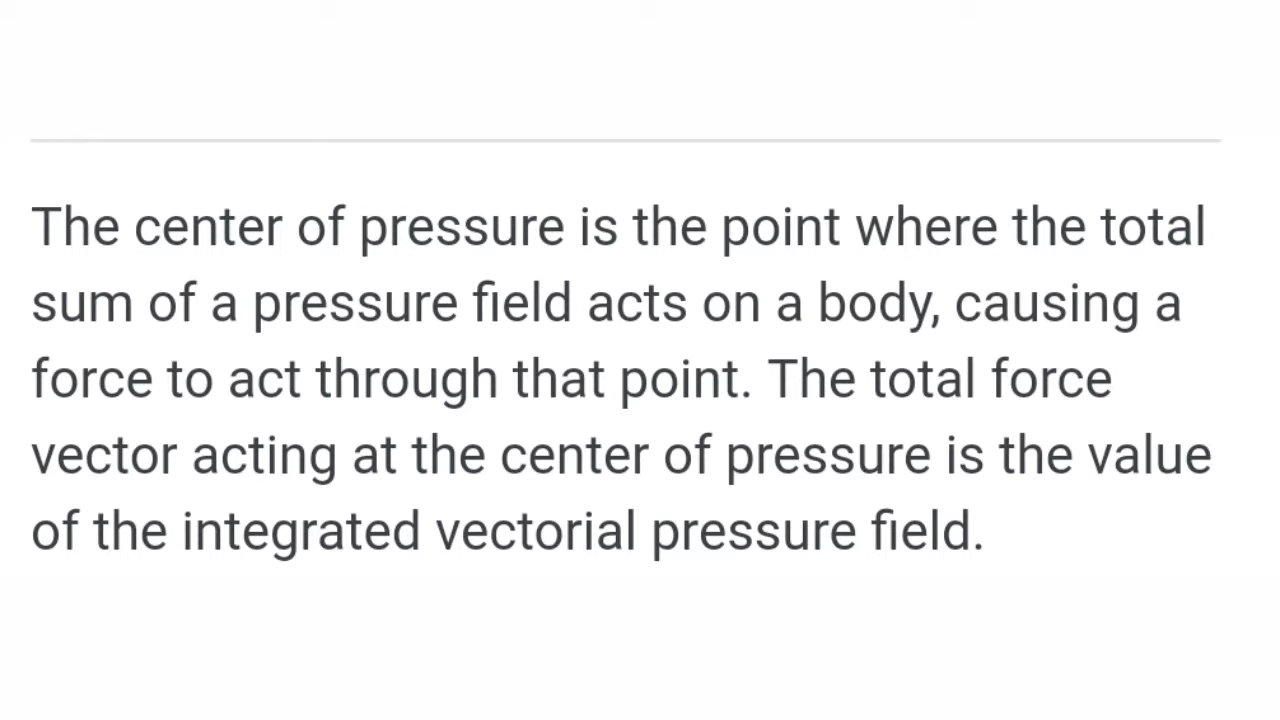 The center of pressure is the point where the total
sum of a pressure field acts on a body, causing a
force to act through that point. The total force
vector acting at the center of pressure is the value
of the integrated vectorial pressure field.